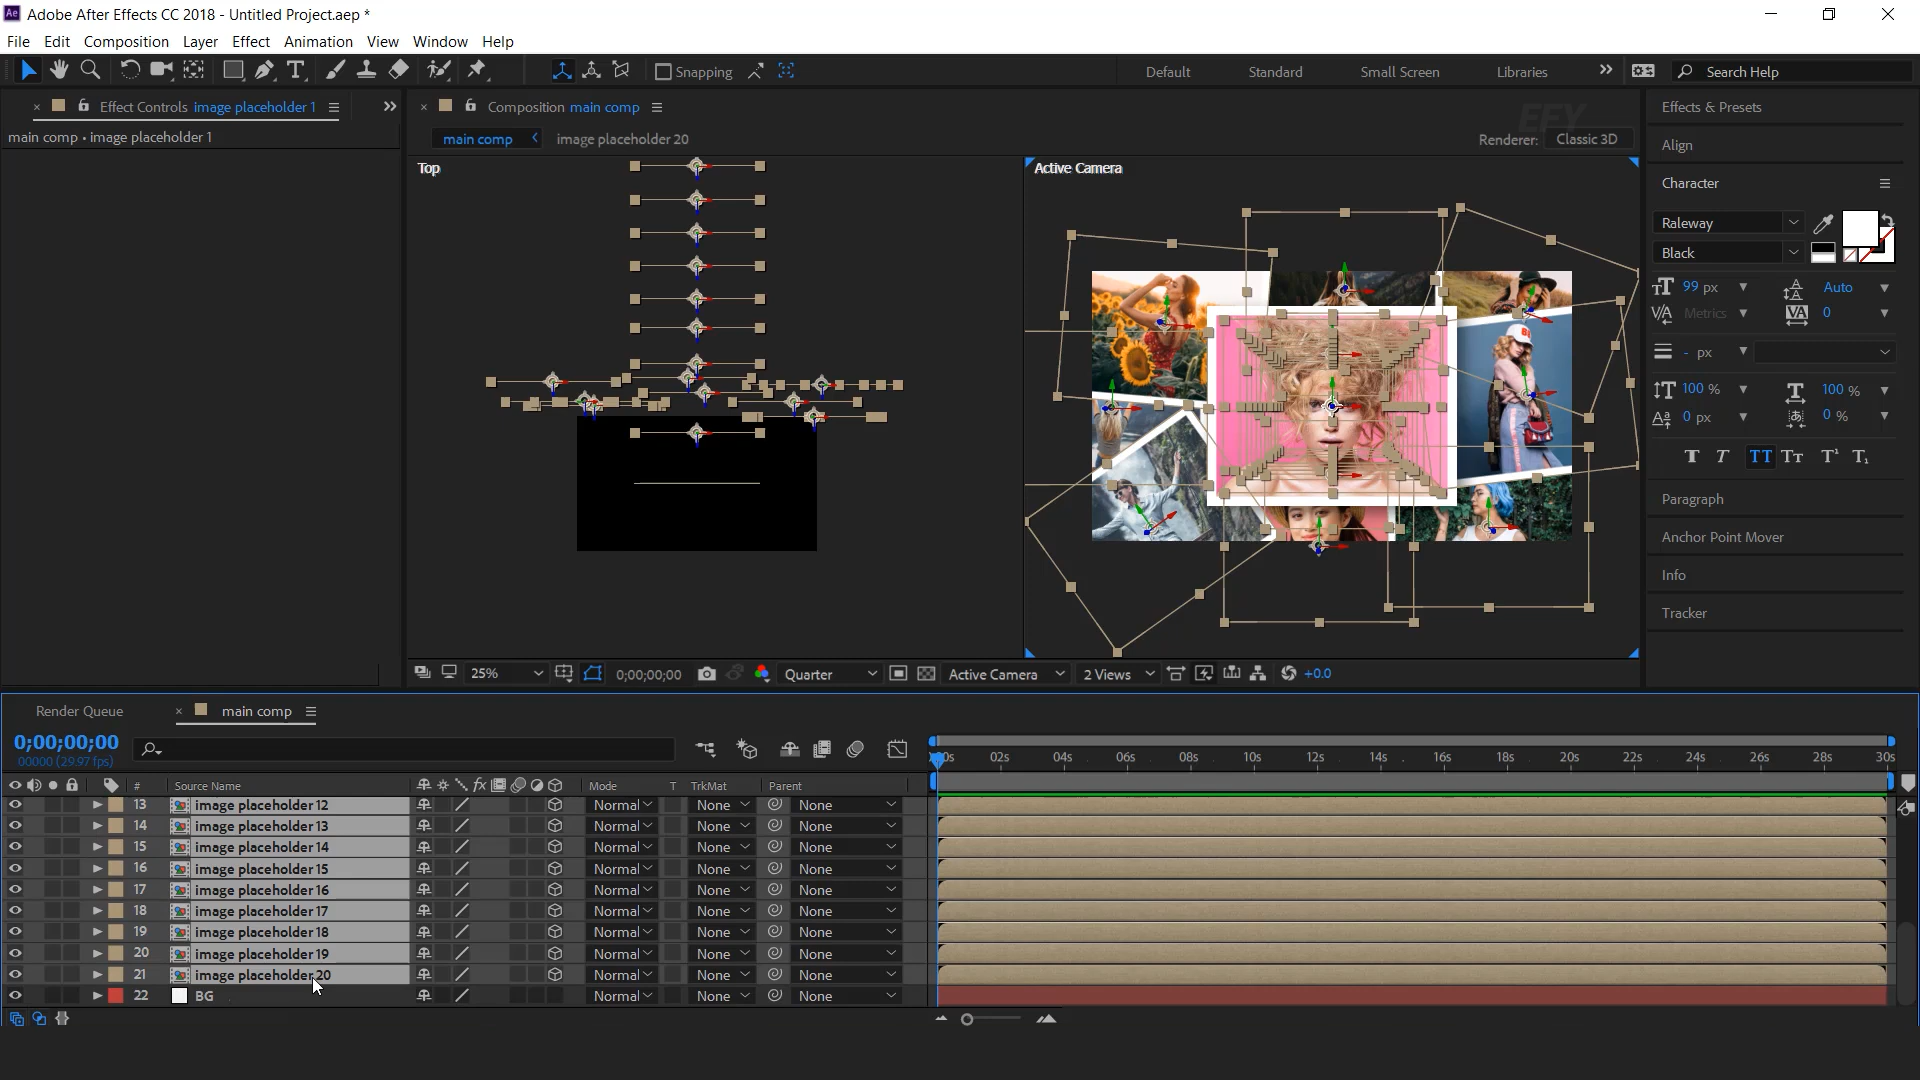 Ae Adobe After Effects CC 2018 - Untitled Project.aep *
File Edit Composition Layer Effect Animation View Window Help
Snapping Default Standard Small Screen Libraries Search Help
Effect Controls image placeholder 1
Composition main comp
Effects & Presets
main comp • image placeholder 1
main comp image placeholder 20
EFY
Renderer: Classic 3D
Align
Top
Active Camera
Character
Raleway
Black
99 px Auto
Metrics 0
- px
100 % 100 %
0 px 0 %
T T TT Tт T¹ T₁
Paragraph
Anchor Point Mover
Info
Tracker
25% 0;00;00;00 Quarter Active Camera 2 Views +0.0
Render Queue main comp
0;00;00;00
00000 (29.97 fps)
02s 04s 06s 08s 10s 12s 14s 16s 18s 20s 22s 24s 26s 28s 30s
# Source Name Mode T TrkMat Parent
13 image placeholder 12 Normal None None
14 image placeholder 13 Normal None None
15 image placeholder 14 Normal None None
16 image placeholder 15 Normal None None
17 image placeholder 16 Normal None None
18 image placeholder 17 Normal None None
19 image placeholder 18 Normal None None
20 image placeholder 19 Normal None None
21 image placeholder 20 Normal None None
22 BG Normal None None